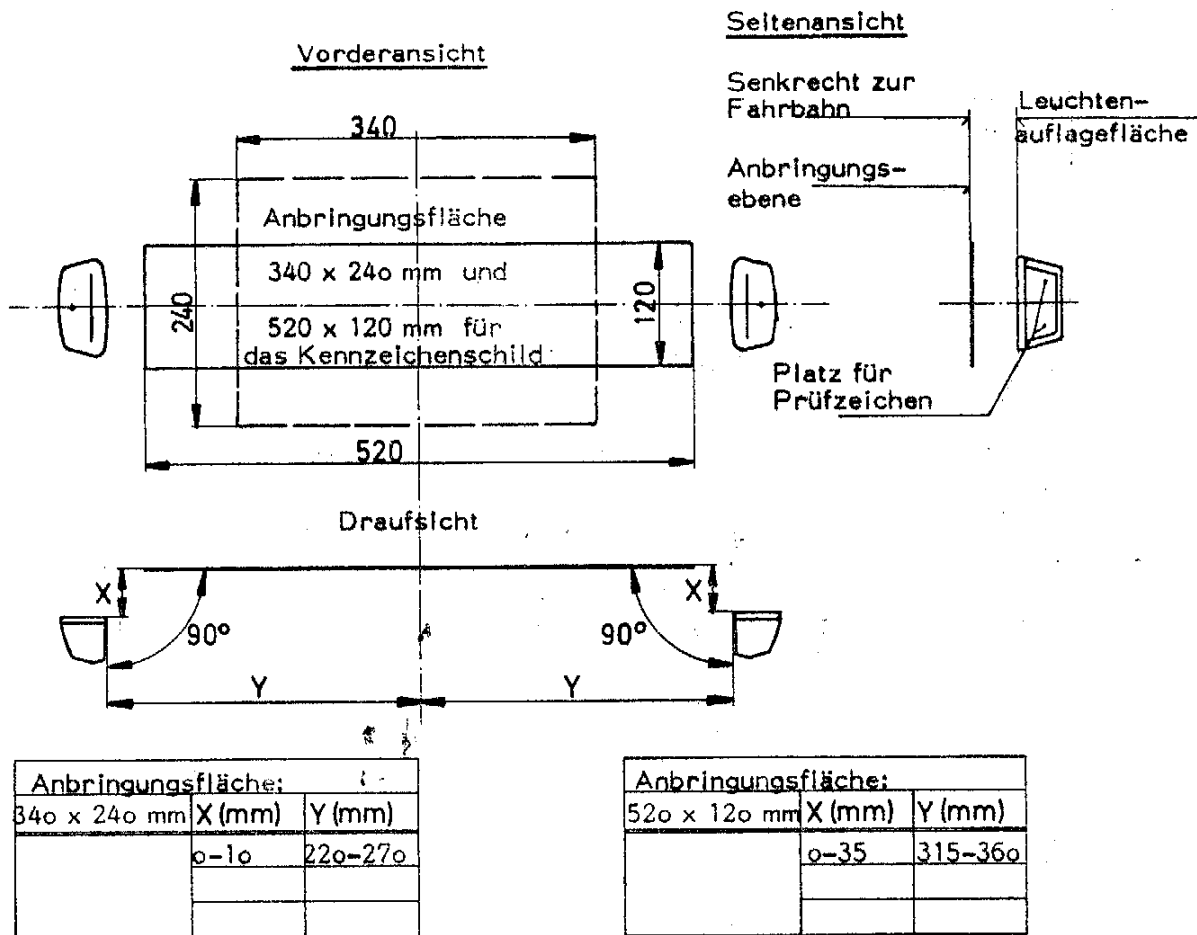 Vorderansicht
340
Anbringungsfläche
340 x 24o mm und
520 x 120 mm für
das Kennzeichenschild
240
120
520
Seitenansicht
Senkrecht zur
Fahrbahn
Leuchten-
auflagefläche
Anbringungs-
ebene
Platz für
Prüfzeichen
Draufsicht
X
X
90°
90°
A
Y
Y
Anbringungsfläche:
34o x 24o mm X (mm) Y (mm)
o-1o 22o-27o
Anbringungsfläche:
52o x 12o mm X (mm) Y (mm)
o-35 315-36o